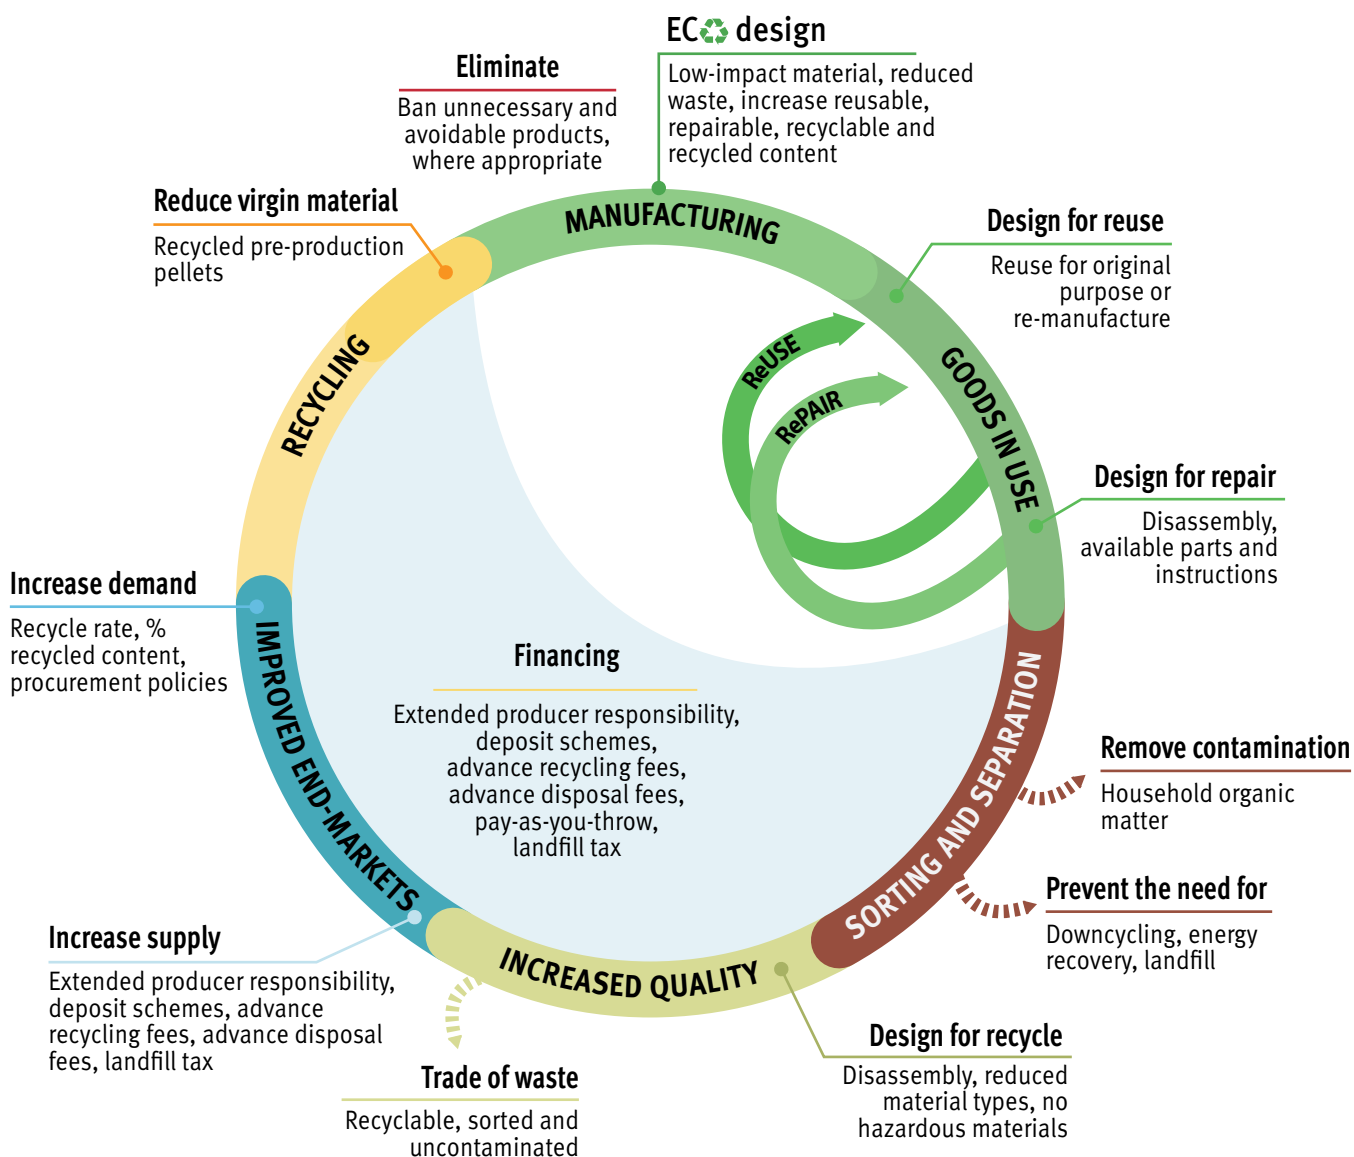 EC♻ design
Low-impact material, reduced
waste, increase reusable,
repairable, recyclable and
recycled content
Eliminate
Ban unnecessary and
avoidable products,
where appropriate
Reduce virgin material
Recycled pre-production
pellets
MANUFACTURING
Design for reuse
Reuse for original
purpose or
re-manufacture
ReUSE
RePAIR
GOODS IN USE
RECYCLING
Design for repair
Disassembly,
available parts and
instructions
Increase demand
Recycle rate, %
recycled content,
procurement policies
IMPROVED END-MARKETS
Financing
Extended producer responsibility,
deposit schemes,
advance recycling fees,
advance disposal fees,
pay-as-you-throw,
landfill tax
SORTING AND SEPARATION
Remove contamination
Household organic
matter
Prevent the need for
Downcycling, energy
recovery, landfill
Increase supply
Extended producer responsibility,
deposit schemes, advance
recycling fees, advance disposal
fees, landfill tax
INCREASED QUALITY
Design for recycle
Disassembly, reduced
material types, no
hazardous materials
Trade of waste
Recyclable, sorted and
uncontaminated